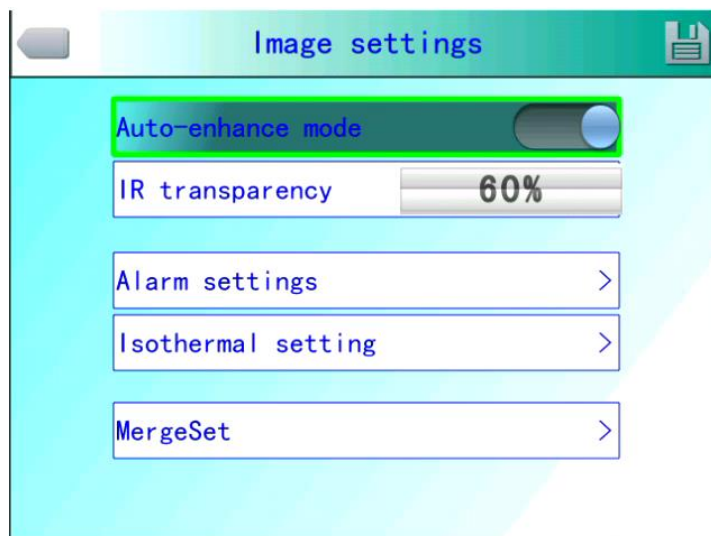 Image settings
Auto-enhance mode
IR transparency 60%
Alarm settings >
Isothermal setting >
MergeSet >